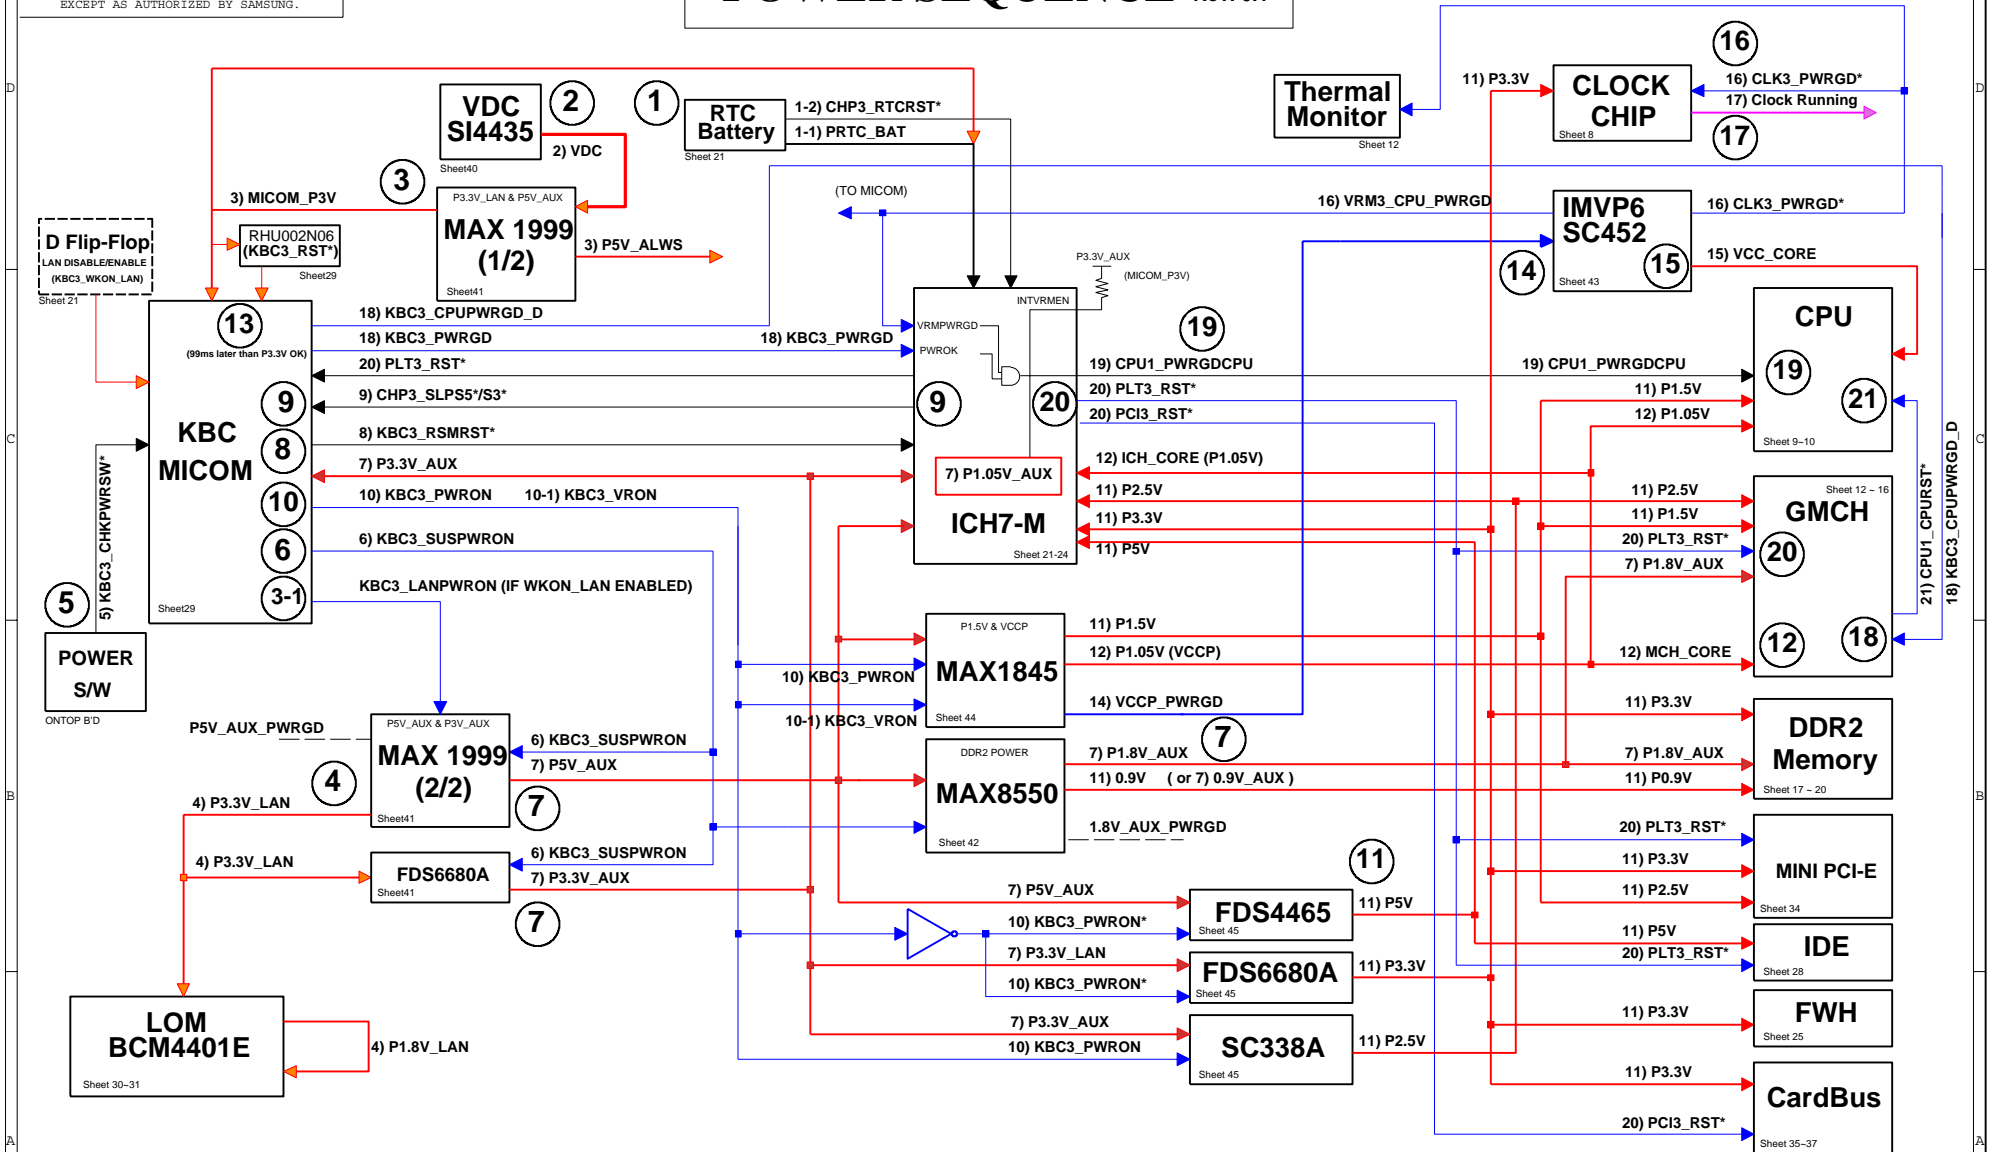 EXCEPT AS AUTHORIZED BY SAMSUNG.
D
D
C
C
B
B
A
A
VDC
SI4435
2
2) VDC
Sheet40
1
RTC
Battery
Sheet 21
1-2) CHP3_RTCRST*
1-1) PRTC_BAT
Thermal
Monitor
Sheet 12
11) P3.3V
CLOCK
CHIP
Sheet 8
16
16) CLK3_PWRGD*
17) Clock Running
17
3
3) MICOM_P3V
P3.3V_LAN & P5V_AUX
MAX 1999
(1/2)
Sheet41
3) P5V_ALWS
(TO MICOM)
16) VRM3_CPU_PWRGD
IMVP6
SC452
Sheet 43
14
15
16) CLK3_PWRGD*
15) VCC_CORE
D Flip-Flop
LAN DISABLE/ENABLE
(KBC3_WKON_LAN)
Sheet 21
RHU002N06
(KBC3_RST*)
Sheet29
P3.3V_AUX
(MICOM_P3V)
13
(99ms later than P3.3V OK)
KBC
MICOM
Sheet29
9
8
10
6
3-1
18) KBC3_CPUPWRGD_D
18) KBC3_PWRGD
18) KBC3_PWRGD
20) PLT3_RST*
9) CHP3_SLPS5*/S3*
8) KBC3_RSMRST*
7) P3.3V_AUX
10) KBC3_PWRON
10-1) KBC3_VRON
6) KBC3_SUSPWRON
KBC3_LANPWRON (IF WKON_LAN ENABLED)
INTVRMEN
VRMPWRGD
PWROK
9
20
7) P1.05V_AUX
ICH7-M
Sheet 21-24
19
19) CPU1_PWRGDCPU
20) PLT3_RST*
20) PCI3_RST*
12) ICH_CORE (P1.05V)
11) P2.5V
11) P3.3V
11) P5V
19) CPU1_PWRGDCPU
11) P1.5V
12) P1.05V
CPU
19
21
Sheet 9~10
21) CPU1_CPURST*
18) KBC3_CPUPWRGD_D
11) P2.5V
11) P1.5V
20) PLT3_RST*
7) P1.8V_AUX
12) MCH_CORE
Sheet 12 ~ 16
GMCH
20
12
18
5
5) KBC3_CHKPWRSW*
POWER
S/W
ONTOP B'D
P5V_AUX_PWRGD
4
P5V_AUX & P3V_AUX
MAX 1999
(2/2)
Sheet41
6) KBC3_SUSPWRON
7) P5V_AUX
7
4) P3.3V_LAN
4) P3.3V_LAN
FDS6680A
Sheet41
6) KBC3_SUSPWRON
7) P3.3V_AUX
7
P1.5V & VCCP
MAX1845
Sheet 44
10) KBC3_PWRON
10-1) KBC3_VRON
11) P1.5V
12) P1.05V (VCCP)
14) VCCP_PWRGD
7
DDR2 POWER
MAX8550
Sheet 42
7) P1.8V_AUX
11) 0.9V ( or 7) 0.9V_AUX )
1.8V_AUX_PWRGD
11) P3.3V
7) P1.8V_AUX
11) P0.9V
DDR2
Memory
Sheet 17 ~ 20
20) PLT3_RST*
11) P3.3V
11) P2.5V
MINI PCI-E
Sheet 34
11
7) P5V_AUX
10) KBC3_PWRON*
FDS4465
Sheet 45
11) P5V
7) P3.3V_LAN
10) KBC3_PWRON*
FDS6680A
Sheet 45
11) P3.3V
7) P3.3V_AUX
10) KBC3_PWRON
SC338A
Sheet 45
11) P2.5V
11) P5V
20) PLT3_RST*
IDE
Sheet 28
11) P3.3V
FWH
Sheet 25
11) P3.3V
20) PCI3_RST*
CardBus
Sheet 35~37
LOM
BCM4401E
Sheet 30~31
4) P1.8V_LAN